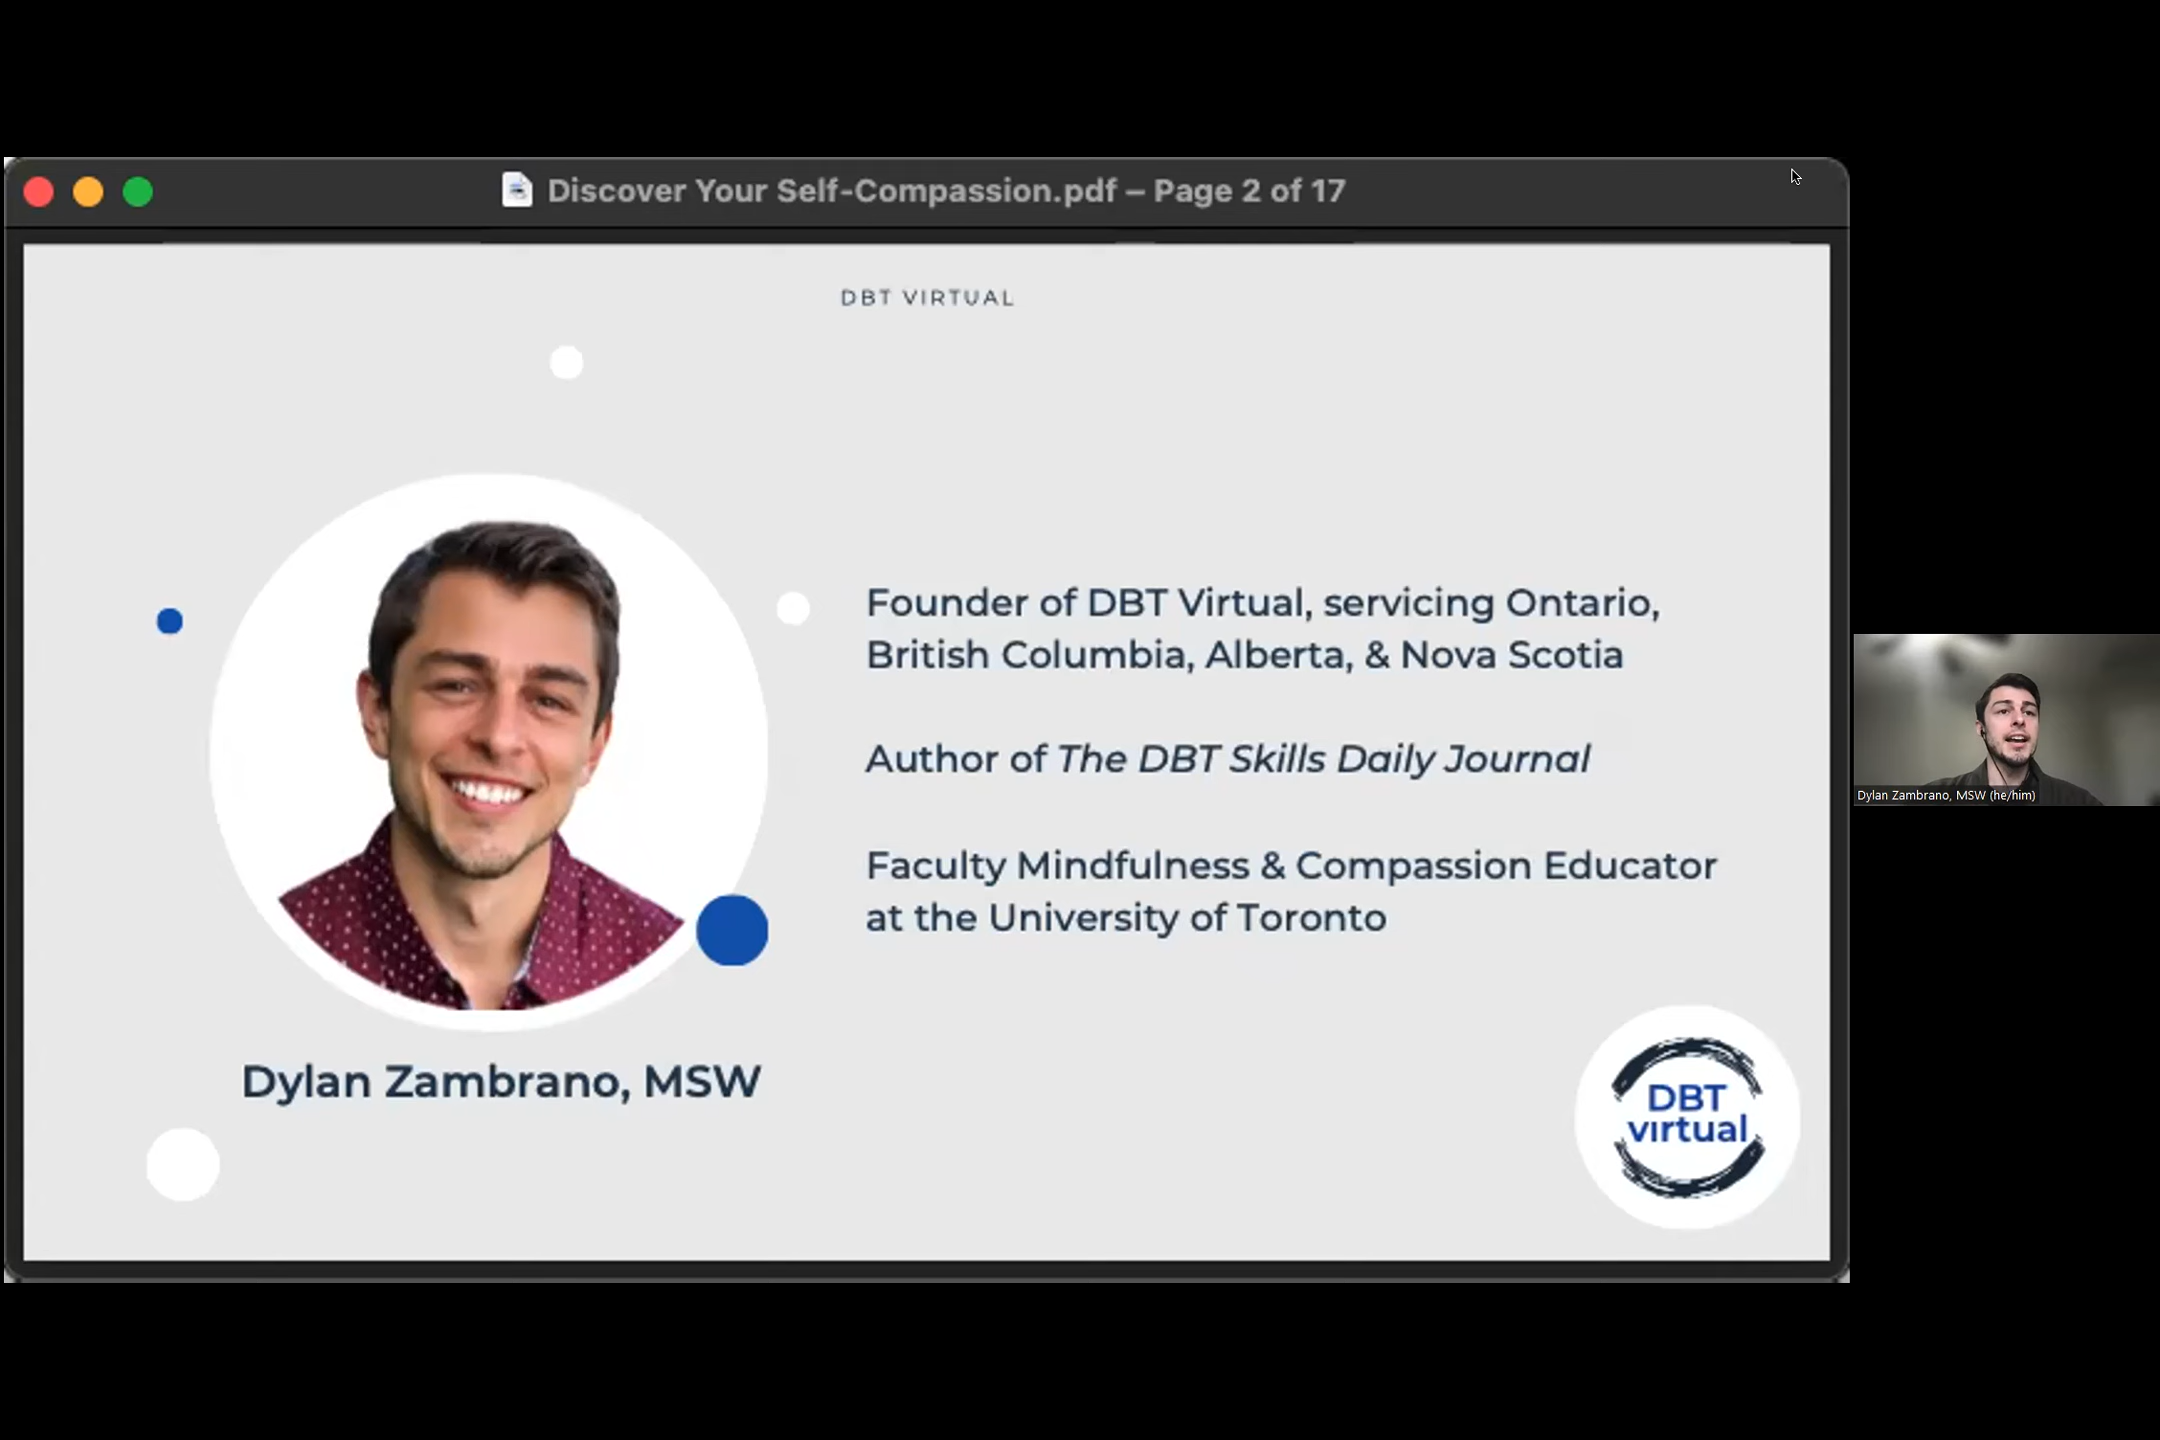 Discover Your Self-Compassion.pdf – Page 2 of 17
DBT VIRTUAL
Founder of DBT Virtual, servicing Ontario,
British Columbia, Alberta, & Nova Scotia
Author of The DBT Skills Daily Journal
Faculty Mindfulness & Compassion Educator
at the University of Toronto
Dylan Zambrano, MSW
DBT
virtual
Dylan Zambrano, MSW (he/him)